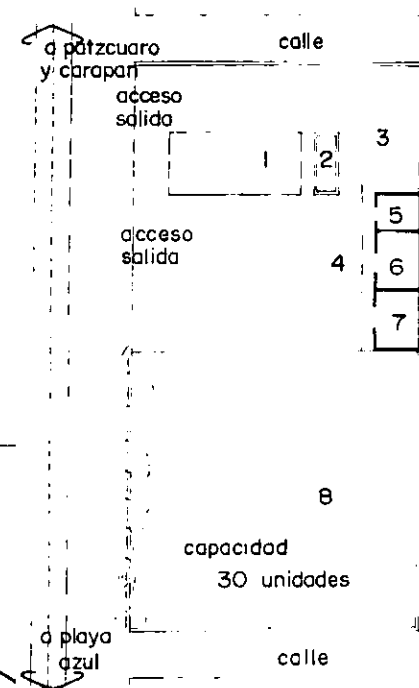 a pátzcuaro
y carapan
calle
acceso
salida
1
2
3
acceso
salida
4
5
6
7
8
capacidad
30 unidades
a playa
azul
calle